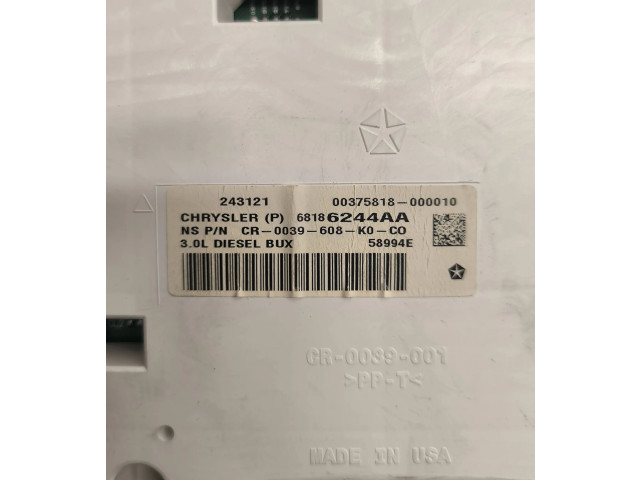 243121 00375818-000010
CHRYSLER (P) 68186244AA
NS P/N CR-0039-608-K0-CO
3.0L DIESEL BUX 58994E
CR-0039-001
>PP-T<
MADE IN USA